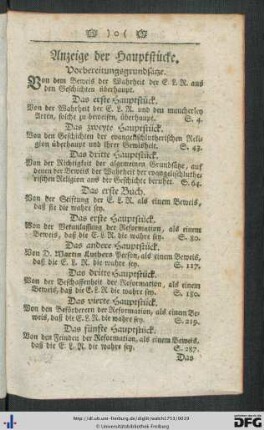 )o(
Anzeige der Hauptstücke.
Vorbereitungsgrundsäze.
Von dem Beweis der Wahrheit der E. L. R. aus
den Geschichten überhaupt.
Das erste Hauptstück.
Von der Wahrheit der E. L. R. und den mancherley
Arten, solche zu beweisen, überhaupt. S. 4.
Das zweyte Hauptstück.
Von den Geschichten der evangelischlutherischen Reli-
gion überhaupt und ihrer Gewisheit. S. 43.
Das dritte Hauptstück.
Von der Richtigkeit der allgemeinen Grundsäze, auf
denen der Beweis der Wahrheit der evangelischluthe-
rischen Religion aus der Geschichte beruhet. S. 64.
Das erste Buch.
Von der Stiftung der E. L. R. als einem Beweis,
daß sie die wahre sey.
Das erste Hauptstück.
Von der Veranlassung der Reformation, als einem
Beweis, daß die E. L. R. die wahre sey. S. 80.
Das andere Hauptstück.
Von D. Martin Luthers Person, als einem Beweis,
daß die E. L. R. die wahre sey. S. 117.
Das dritte Hauptstück.
Von der Beschaffenheit der Reformation, als einem
Beweis, daß die E. L. R. die wahre sey. S. 180.
Das vierte Hauptstück.
Von den Beförderern der Reformation, als einem Be-
weis, daß die E. L. R. die wahre sey. S. 219.
Das fünfte Hauptstück.
Von den Feinden der Reformation, als einem Beweis,
daß die E. L. R. die wahre sey. S. 287.
Das
© Universitätsbibliothek Freiburg
DFG